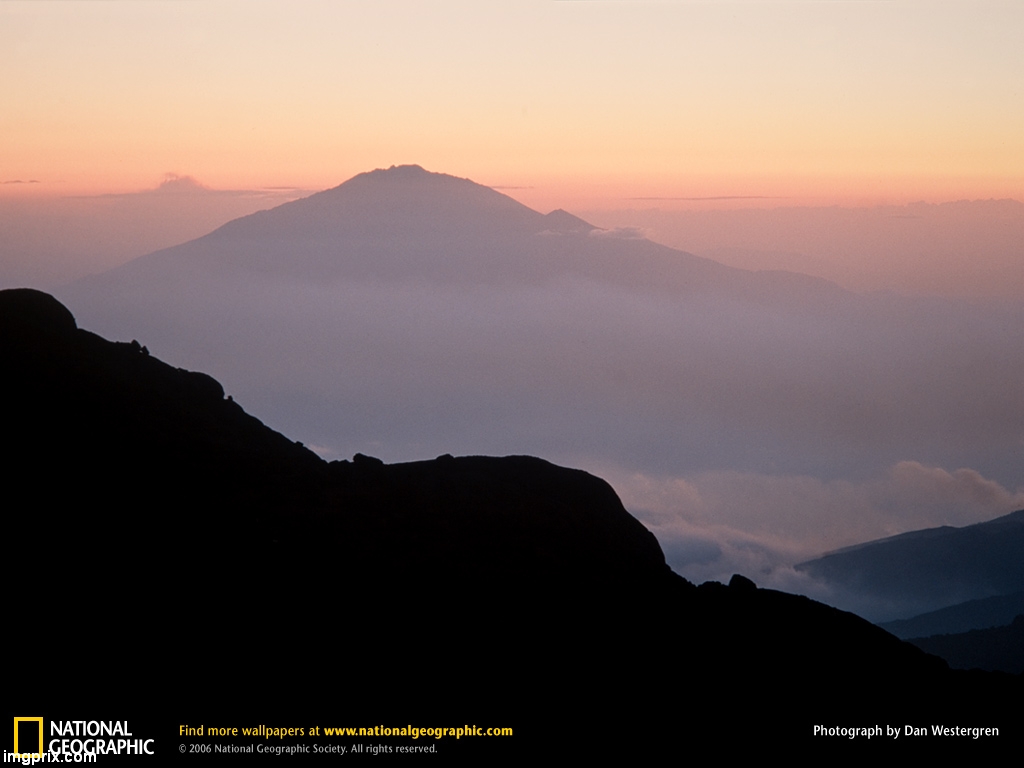 NATIONAL
GEOGRAPHIC
imgprix.com
Find more wallpapers at www.nationalgeographic.com
© 2006 National Geographic Society. All rights reserved.
Photograph by Dan Westergren